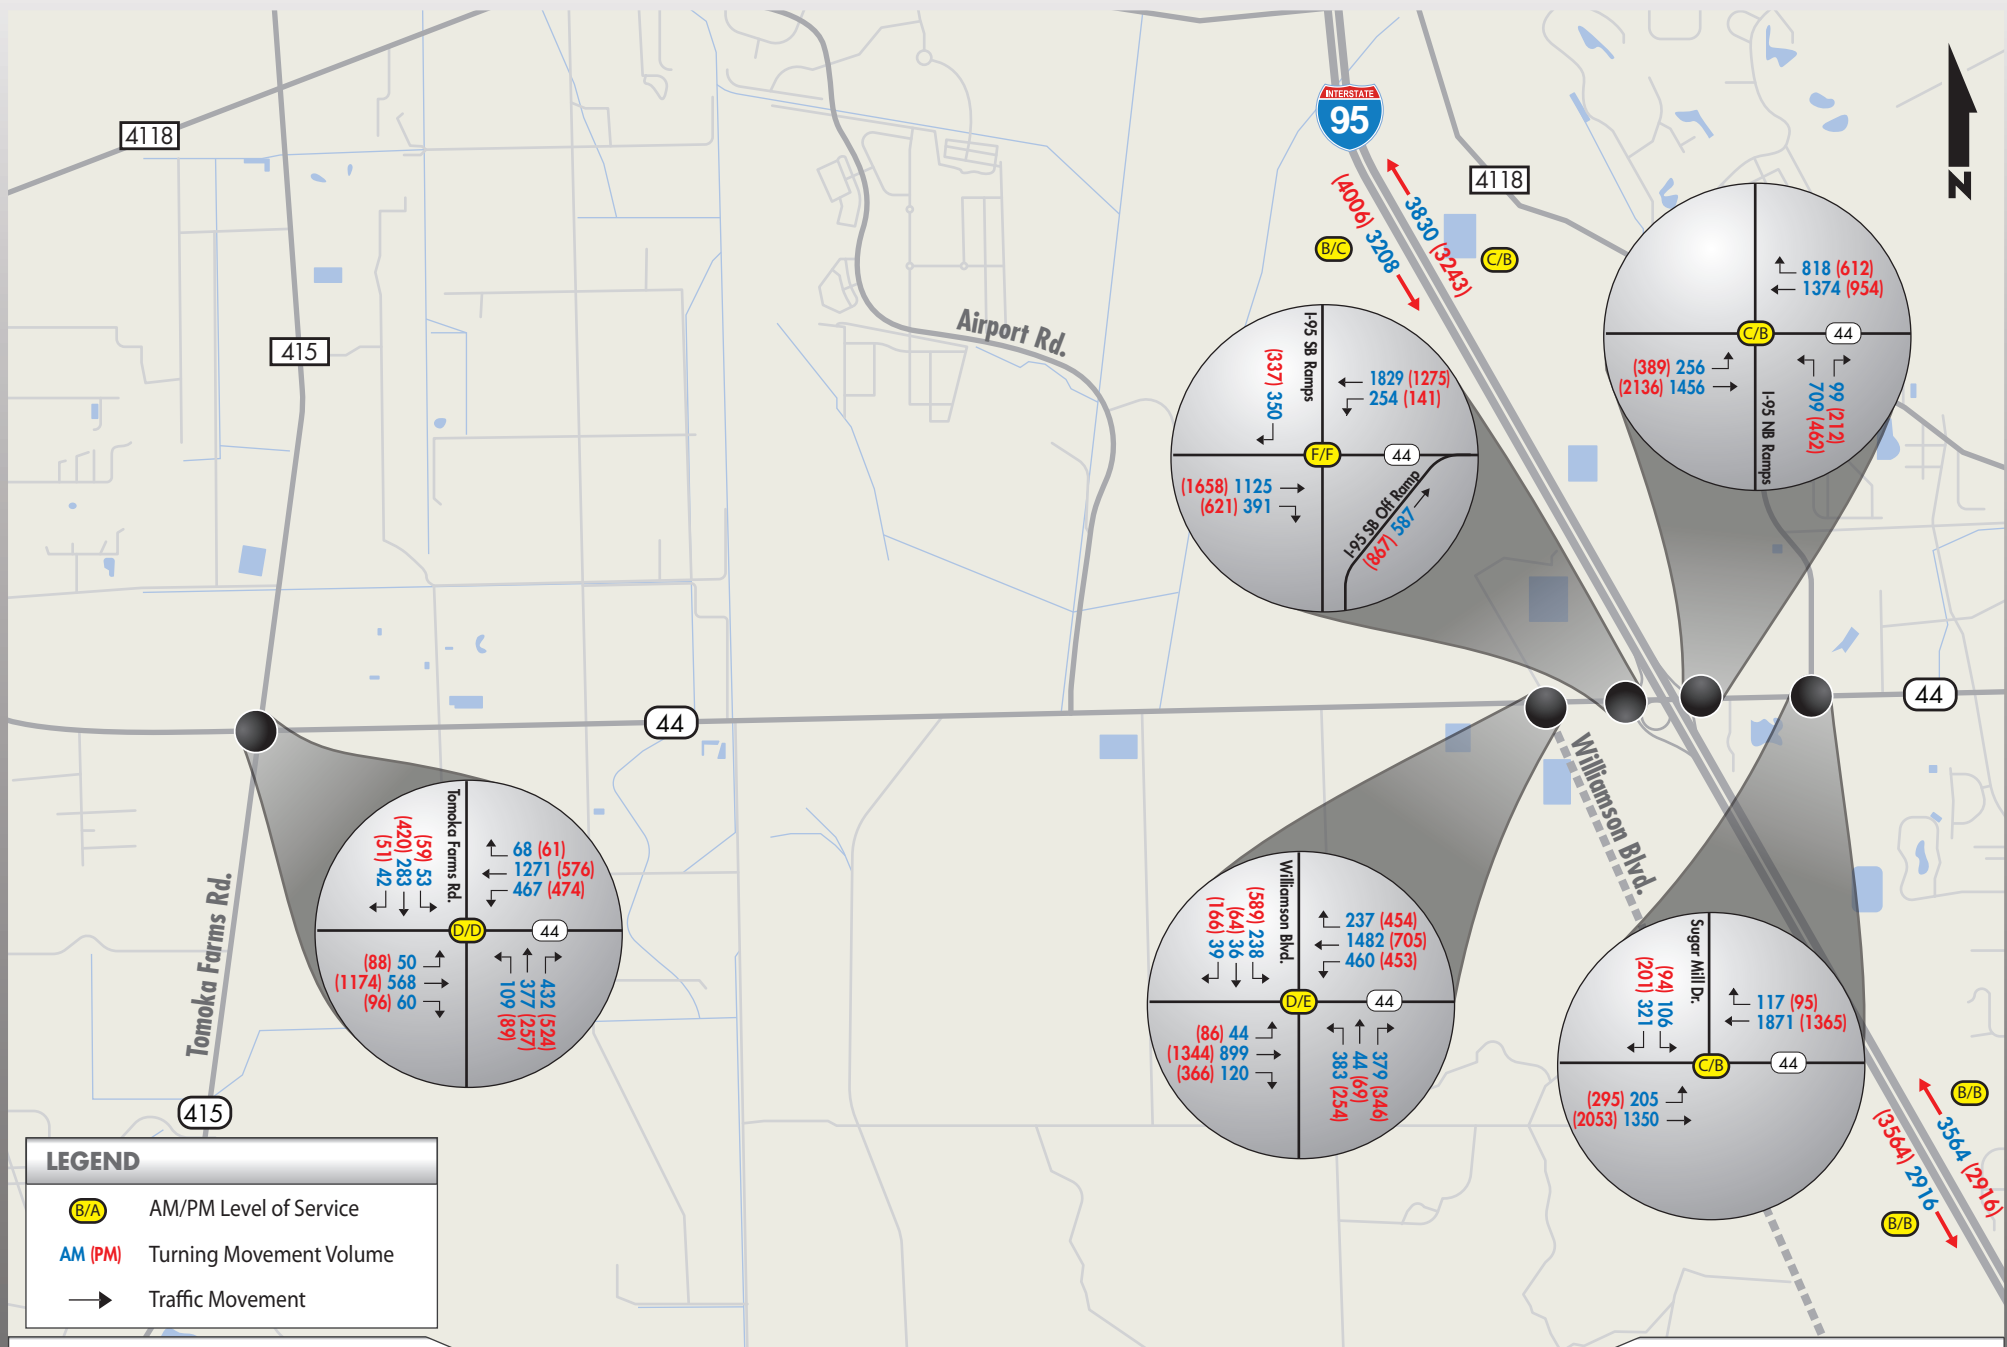 4118
415
Airport Rd.
INTERSTATE
95
4118
(4006) 3208
3830 (3243)
B/C
C/B
N
818 (612)
1374 (954)
C/B
44
(389) 256
(2136) 1456
709 (462)
99 (212)
I-95 NB Ramps
I-95 SB Ramps
(337) 350
1829 (1275)
254 (141)
F/F
44
(1658) 1125
(621) 391
I-95 SB Off Ramp
(867) 587
44
44
Williamson Blvd.
Tomoka Farms Rd.
415
Tomoka Farms Rd.
(51) 42
(420) 283
(59) 53
68 (61)
1271 (576)
467 (474)
D/D
44
(88) 50
(1174) 568
(96) 60
109 (89)
377 (257)
432 (524)
Williamson Blvd.
(166) 39
(64) 36
(589) 238
237 (454)
1482 (705)
460 (453)
D/E
44
(86) 44
(1344) 899
(366) 120
383 (254)
44 (69)
379 (346)
Sugar Mill Dr.
(201) 321
(94) 106
117 (95)
1871 (1365)
C/B
44
(295) 205
(2053) 1350
B/B
3564 (2916)
(3564) 2916
B/B
LEGEND
B/A AM/PM Level of Service
AM (PM) Turning Movement Volume
Traffic Movement